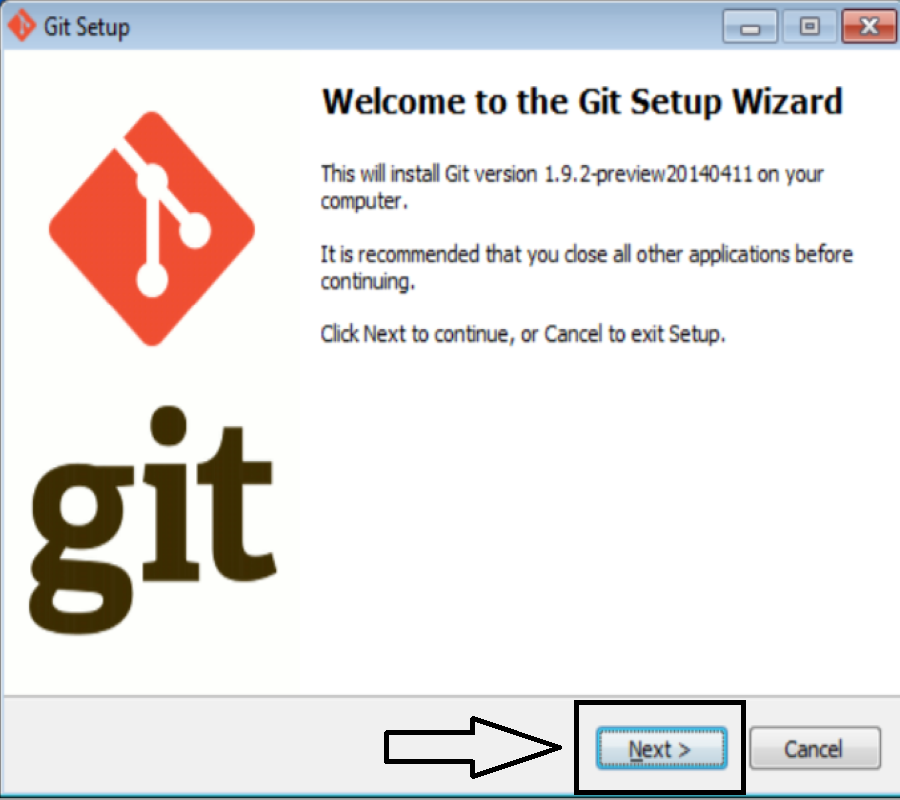 Git Setup
Welcome to the Git Setup Wizard
This will install Git version 1.9.2-preview20140411 on your
computer.
It is recommended that you close all other applications before
continuing.
Click Next to continue, or Cancel to exit Setup.
git
Next >
Cancel